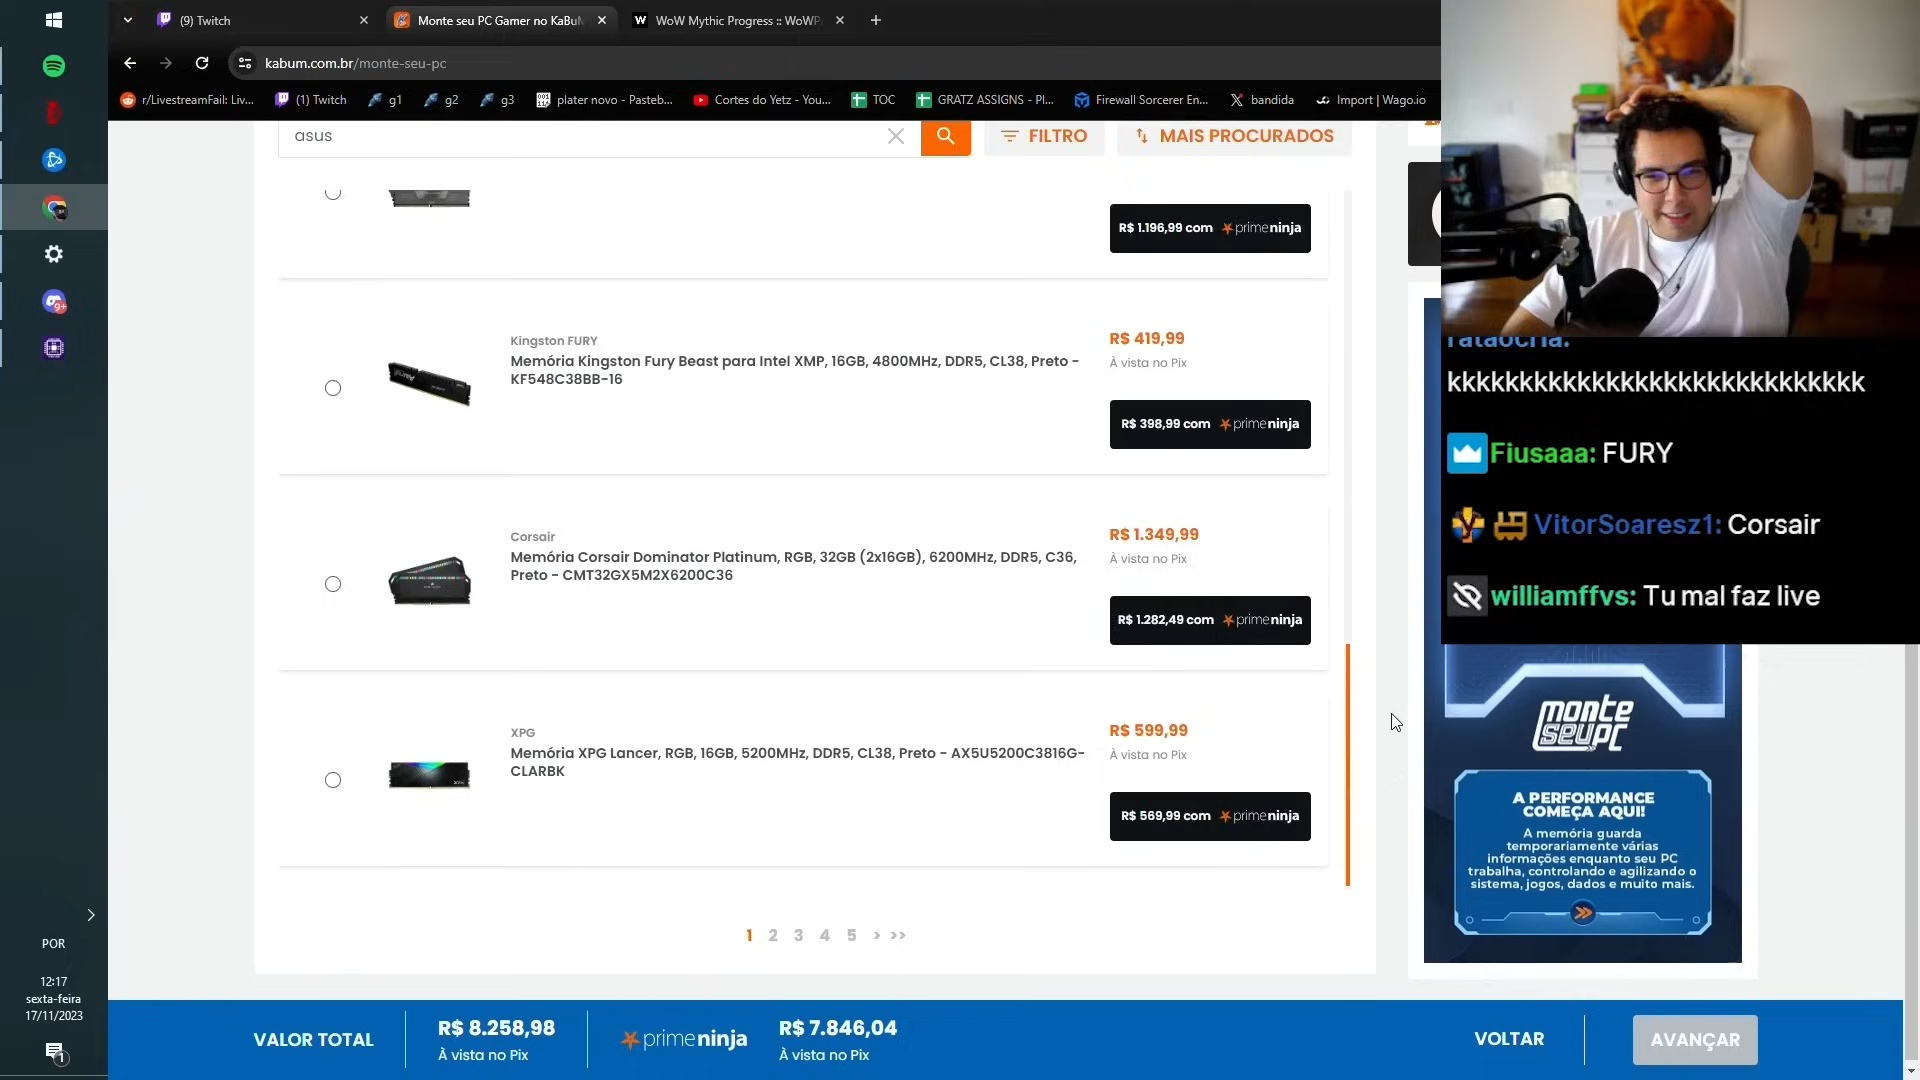 (9) Twitch
Monte seu PC Gamer no KaBu
WoW Mythic Progress :: WoWP
kabum.com.br/monte-seu-pc
r/LivestreamFail: Liv...
(1) Twitch
g1
g2
g3
plater novo - Pasteb...
Cortes do Yetz - You...
TOC
GRATZ ASSIGNS - Pl...
Firewall Sorcerer En...
bandida
Import | Wago.io
asus
FILTRO
MAIS PROCURADOS
R$ 1.196,99 com primeninja
Kingston FURY
Memória Kingston Fury Beast para Intel XMP, 16GB, 4800MHz, DDR5, CL38, Preto -
KF548C38BB-16
R$ 419,99
À vista no Pix
R$ 398,99 com primeninja
Corsair
Memória Corsair Dominator Platinum, RGB, 32GB (2x16GB), 6200MHz, DDR5, C36,
Preto - CMT32GX5M2X6200C36
R$ 1.349,99
À vista no Pix
R$ 1.282,49 com primeninja
XPG
Memória XPG Lancer, RGB, 16GB, 5200MHz, DDR5, CL38, Preto - AX5U5200C3816G-
CLARBK
R$ 599,99
À vista no Pix
R$ 569,99 com primeninja
1 2 3 4 5 > >>
rataocria:
kkkkkkkkkkkkkkkkkkkkkkkkkkkkk
Fiusaaa: FURY
VitorSoaresz1: Corsair
williamffvs: Tu mal faz live
monte
seu PC
A PERFORMANCE
COMEÇA AQUI!
A memória guarda
temporariamente várias
informações enquanto seu PC
trabalha, controlando e agilizando o
sistema, jogos, dados e muito mais.
VALOR TOTAL
R$ 8.258,98
À vista no Pix
primeninja
R$ 7.846,04
À vista no Pix
VOLTAR
AVANÇAR
9+
POR
12:17
sexta-feira
17/11/2023
1